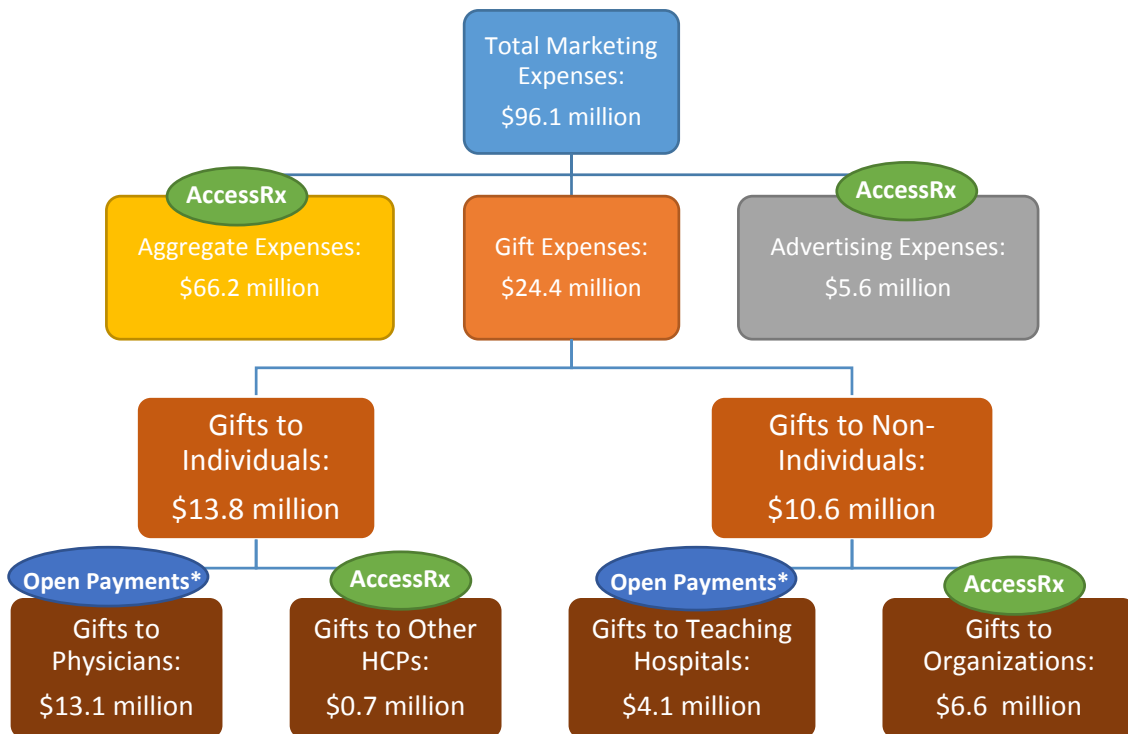 Total Marketing
Expenses:
$96.1 million
AccessRx
Aggregate Expenses:
$66.2 million
Gift Expenses:
$24.4 million
AccessRx
Advertising Expenses:
$5.6 million
Gifts to
Individuals:
$13.8 million
Gifts to Non-
Individuals:
$10.6 million
Open Payments*
Gifts to
Physicians:
$13.1 million
AccessRx
Gifts to Other
HCPs:
$0.7 million
Open Payments*
Gifts to Teaching
Hospitals:
$4.1 million
AccessRx
Gifts to
Organizations:
$6.6 million